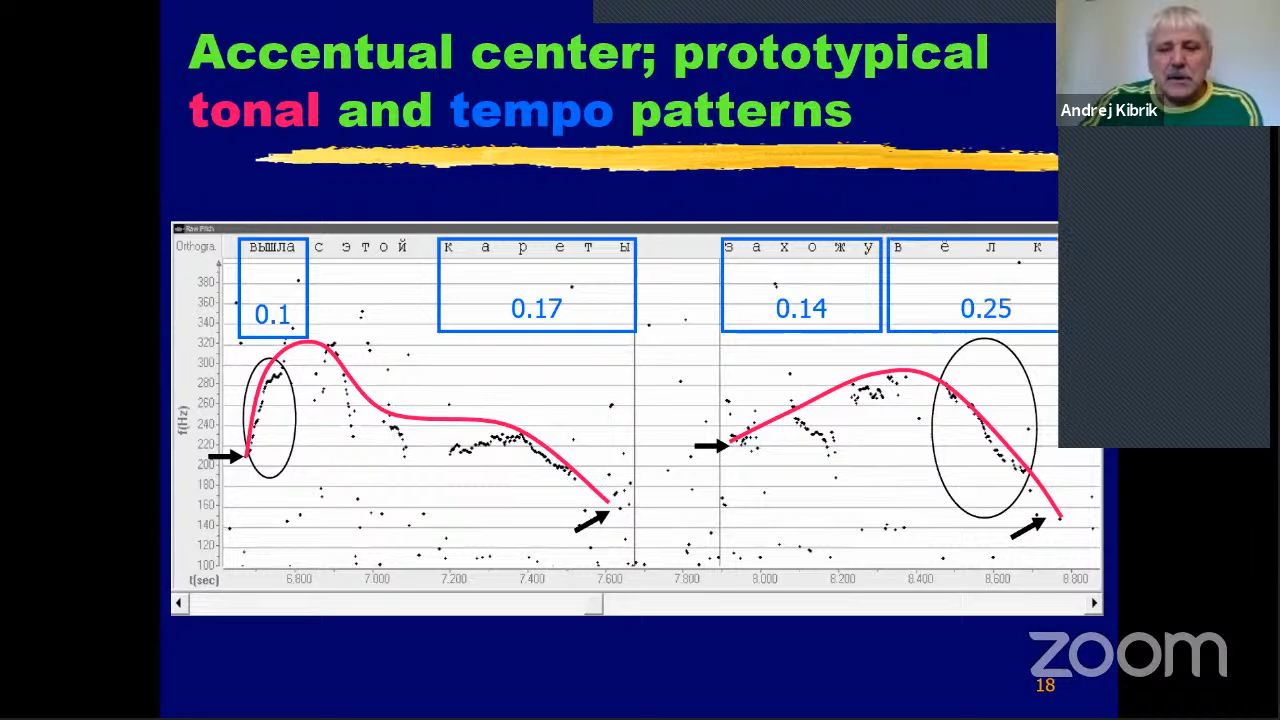 Accentual center; prototypical
tonal and tempo patterns
Andrej Kibrik
Raw Pitch
Orthogra. вышла с э т о й к а р е т ы з а х о ж у в ё л к
0.1 0.17 0.14 0.25
380
360
340
320
300
280
260
240
220
200
180
160
140
120
100
f(Hz)
t(sec) 6.800 7.000 7.200 7.400 7.600 7.800 8.000 8.200 8.400 8.600 8.800
zoom
18